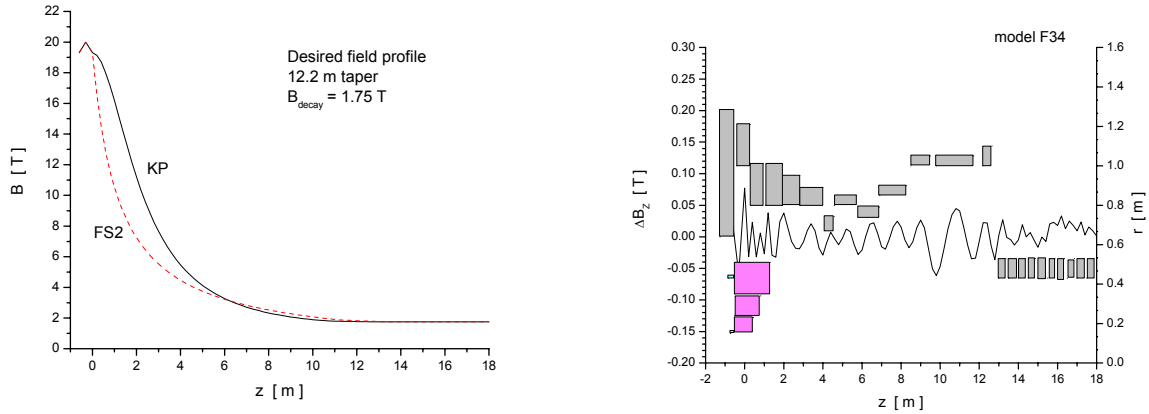 22
20
18
16
14
12
10
8
6
4
2
0
B [ T ]
0 2 4 6 8 10 12 14 16 18
z [ m ]
Desired field profile
12.2 m taper
B_decay = 1.75 T
KP
FS2
model F34
0.30
0.25
0.20
0.15
0.10
0.05
0.00
-0.05
-0.10
-0.15
-0.20
ΔB_Z [ T ]
-2 0 2 4 6 8 10 12 14 16 18
z [ m ]
1.6
1.4
1.2
1.0
0.8
0.6
0.4
0.2
0.0
r [ m ]